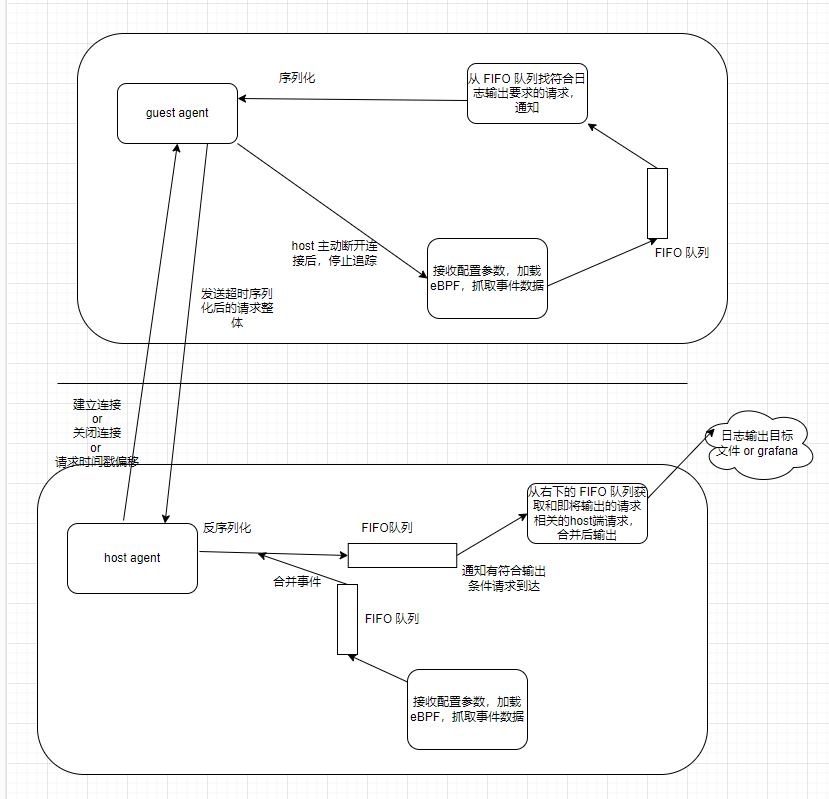 序列化
从 FIFO 队列找符合日
志输出要求的请求，
通知
guest agent
host 主动断开连
接后，停止追踪
接收配置参数，加载
eBPF，抓取事件数据
FIFO 队列
发送超时序列
化后的请求整
体
建立连接
or
关闭连接
or
请求时间戳偏移
日志输出目标
文件 or grafana
从右下的 FIFO 队列获
取和即将输出的请求
相关的host端请求，
合并后输出
host agent
反序列化
FIFO队列
通知有符合输出
条件请求到达
合并事件
FIFO 队列
接收配置参数，加载
eBPF，抓取事件数据